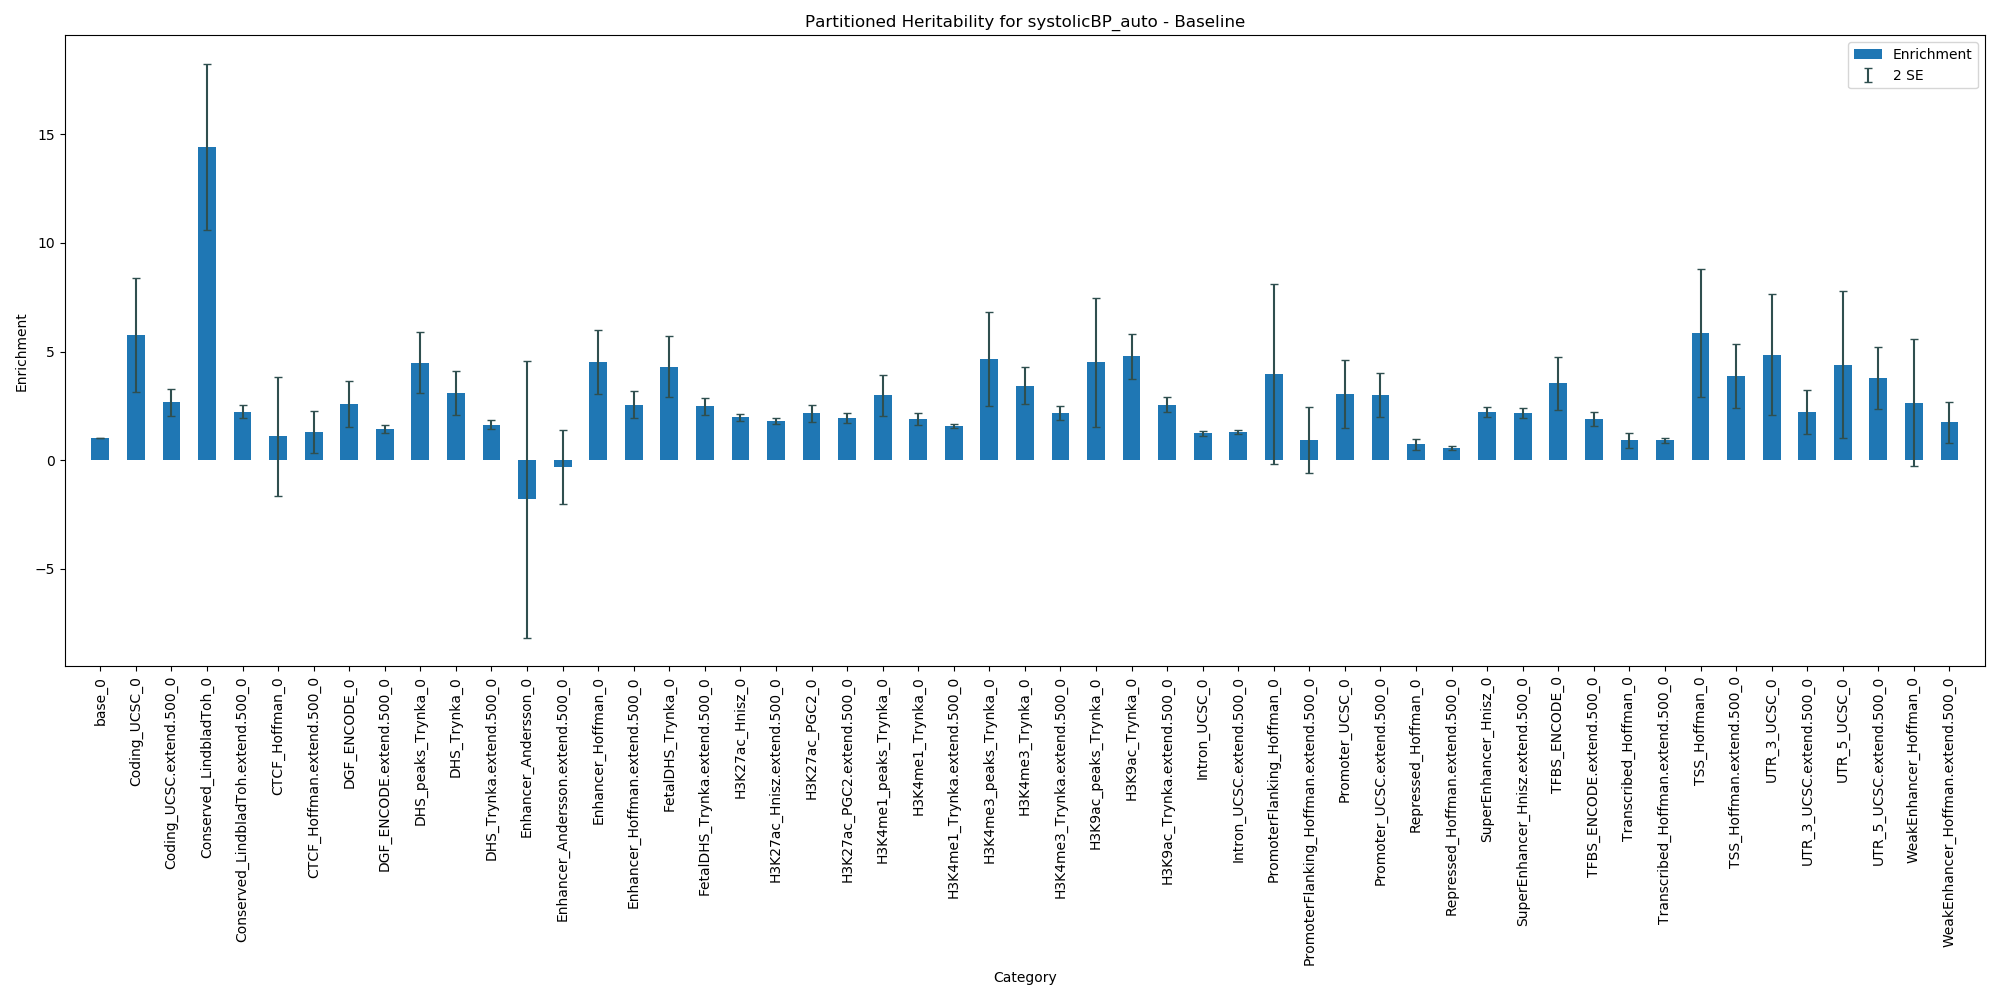 Partitioned Heritability for systolicBP_auto - Baseline
Enrichment
2 SE
Enrichment
15
10
5
0
−5
base_0
Coding_UCSC_0
Coding_UCSC.extend.500_0
Conserved_LindbladToh_0
Conserved_LindbladToh.extend.500_0
CTCF_Hoffman_0
CTCF_Hoffman.extend.500_0
DGF_ENCODE_0
DGF_ENCODE.extend.500_0
DHS_peaks_Trynka_0
DHS_Trynka_0
DHS_Trynka.extend.500_0
Enhancer_Andersson_0
Enhancer_Andersson.extend.500_0
Enhancer_Hoffman_0
Enhancer_Hoffman.extend.500_0
FetalDHS_Trynka_0
FetalDHS_Trynka.extend.500_0
H3K27ac_Hnisz_0
H3K27ac_Hnisz.extend.500_0
H3K27ac_PGC2_0
H3K27ac_PGC2.extend.500_0
H3K4me1_peaks_Trynka_0
H3K4me1_Trynka_0
H3K4me1_Trynka.extend.500_0
H3K4me3_peaks_Trynka_0
H3K4me3_Trynka_0
H3K4me3_Trynka.extend.500_0
H3K9ac_peaks_Trynka_0
H3K9ac_Trynka_0
H3K9ac_Trynka.extend.500_0
Intron_UCSC_0
Intron_UCSC.extend.500_0
PromoterFlanking_Hoffman_0
PromoterFlanking_Hoffman.extend.500_0
Promoter_UCSC_0
Promoter_UCSC.extend.500_0
Repressed_Hoffman_0
Repressed_Hoffman.extend.500_0
SuperEnhancer_Hnisz_0
SuperEnhancer_Hnisz.extend.500_0
TFBS_ENCODE_0
TFBS_ENCODE.extend.500_0
Transcribed_Hoffman_0
Transcribed_Hoffman.extend.500_0
TSS_Hoffman_0
TSS_Hoffman.extend.500_0
UTR_3_UCSC_0
UTR_3_UCSC.extend.500_0
UTR_5_UCSC_0
UTR_5_UCSC.extend.500_0
WeakEnhancer_Hoffman_0
WeakEnhancer_Hoffman.extend.500_0
Category